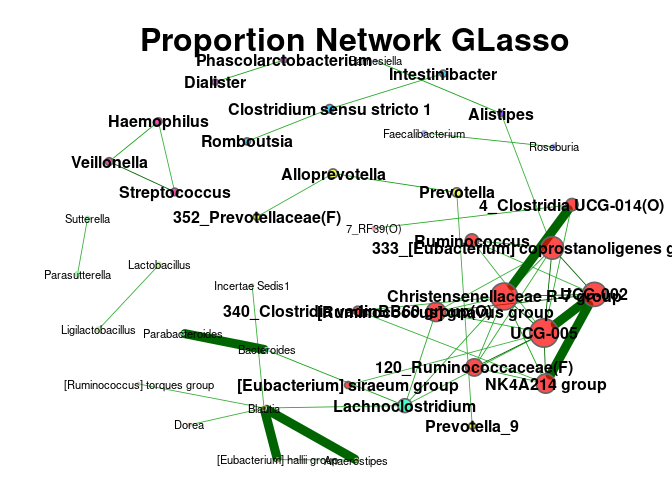 Proportion Network GLasso
Phascolarctobacterium
Barnesiella
Dialister
Intestinibacter
Clostridium sensu stricto 1
Alistipes
Haemophilus
Faecalibacterium
Romboutsia
Roseburia
Veillonella
Alloprevotella
Streptococcus
Prevotella
4_Clostridia UCG-014(O)
352_Prevotellaceae(F)
Sutterella
7_RF39(O)
Ruminococcus
333_[Eubacterium] coprostanoligenes g
Lactobacillus
Parasutterella
Incertae Sedis1
Christensenellaceae R-7 group
UCG-002
[Ruminococcus] gnavus group
Ligilactobacillus
Parabacteroides
UCG-005
Bacteroides
120_Ruminococcaceae(F)
[Ruminococcus] torques group
[Eubacterium] siraeum group
NK4A214 group
Blautia
Lachnoclostridium
Dorea
Prevotella_9
[Eubacterium] hallii group
Anaerostipes